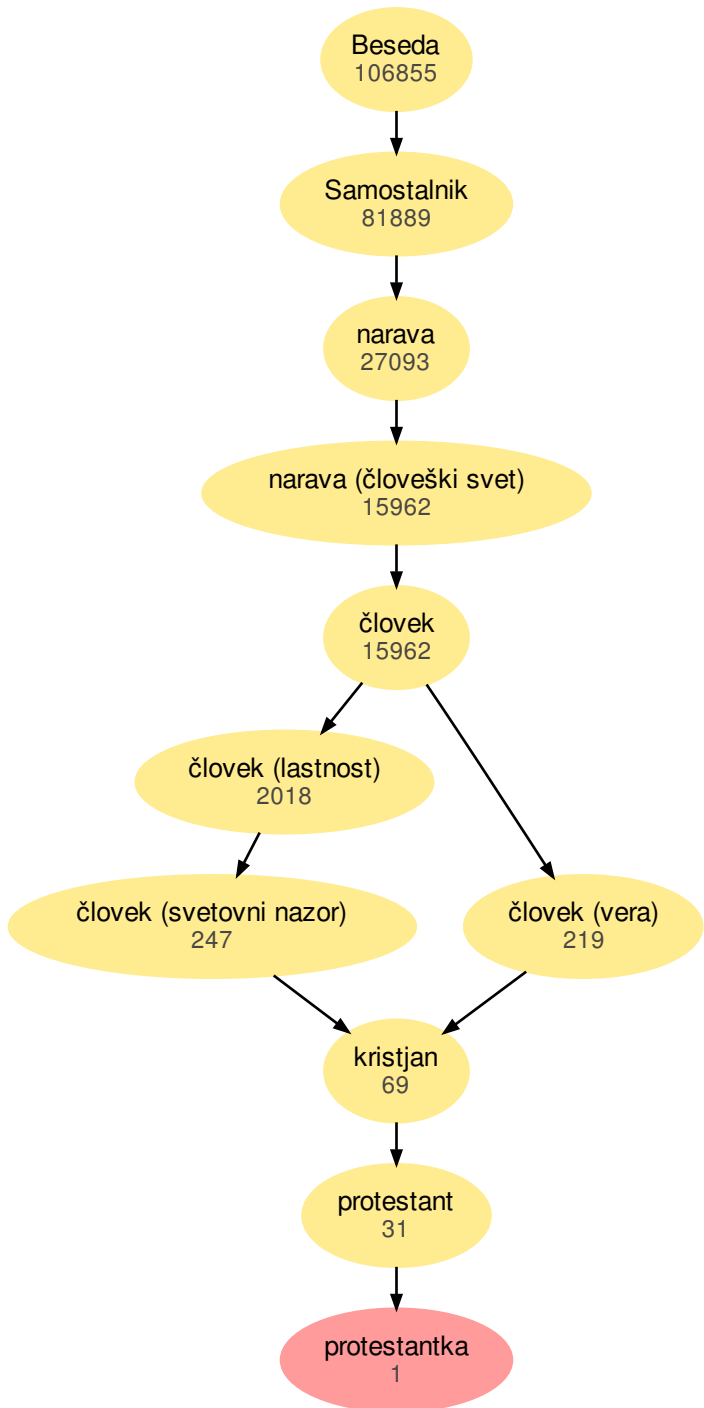 Beseda
106855
Samostalnik
81889
narava
27093
narava (človeški svet)
15962
človek
15962
človek (lastnost)
2018
človek (svetovni nazor)
247
človek (vera)
219
kristjan
69
protestant
31
protestantka
1